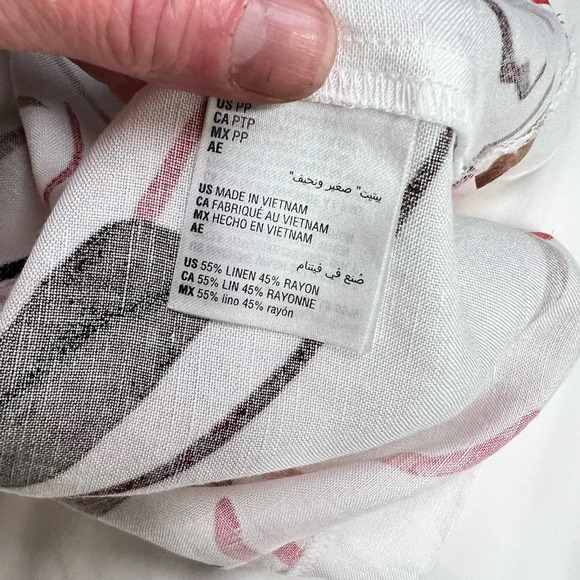 US PP
CA PTP
MX PP
AE
بيتيت" صغير ونحيف"
US MADE IN VIETNAM
CA FABRIQUÉ AU VIETNAM
MX HECHO EN VIETNAM
AE
صُنع في فيتنام
US 55% LINEN 45% RAYON
CA 55% LIN 45% RAYONNE
MX 55% lino 45% rayón